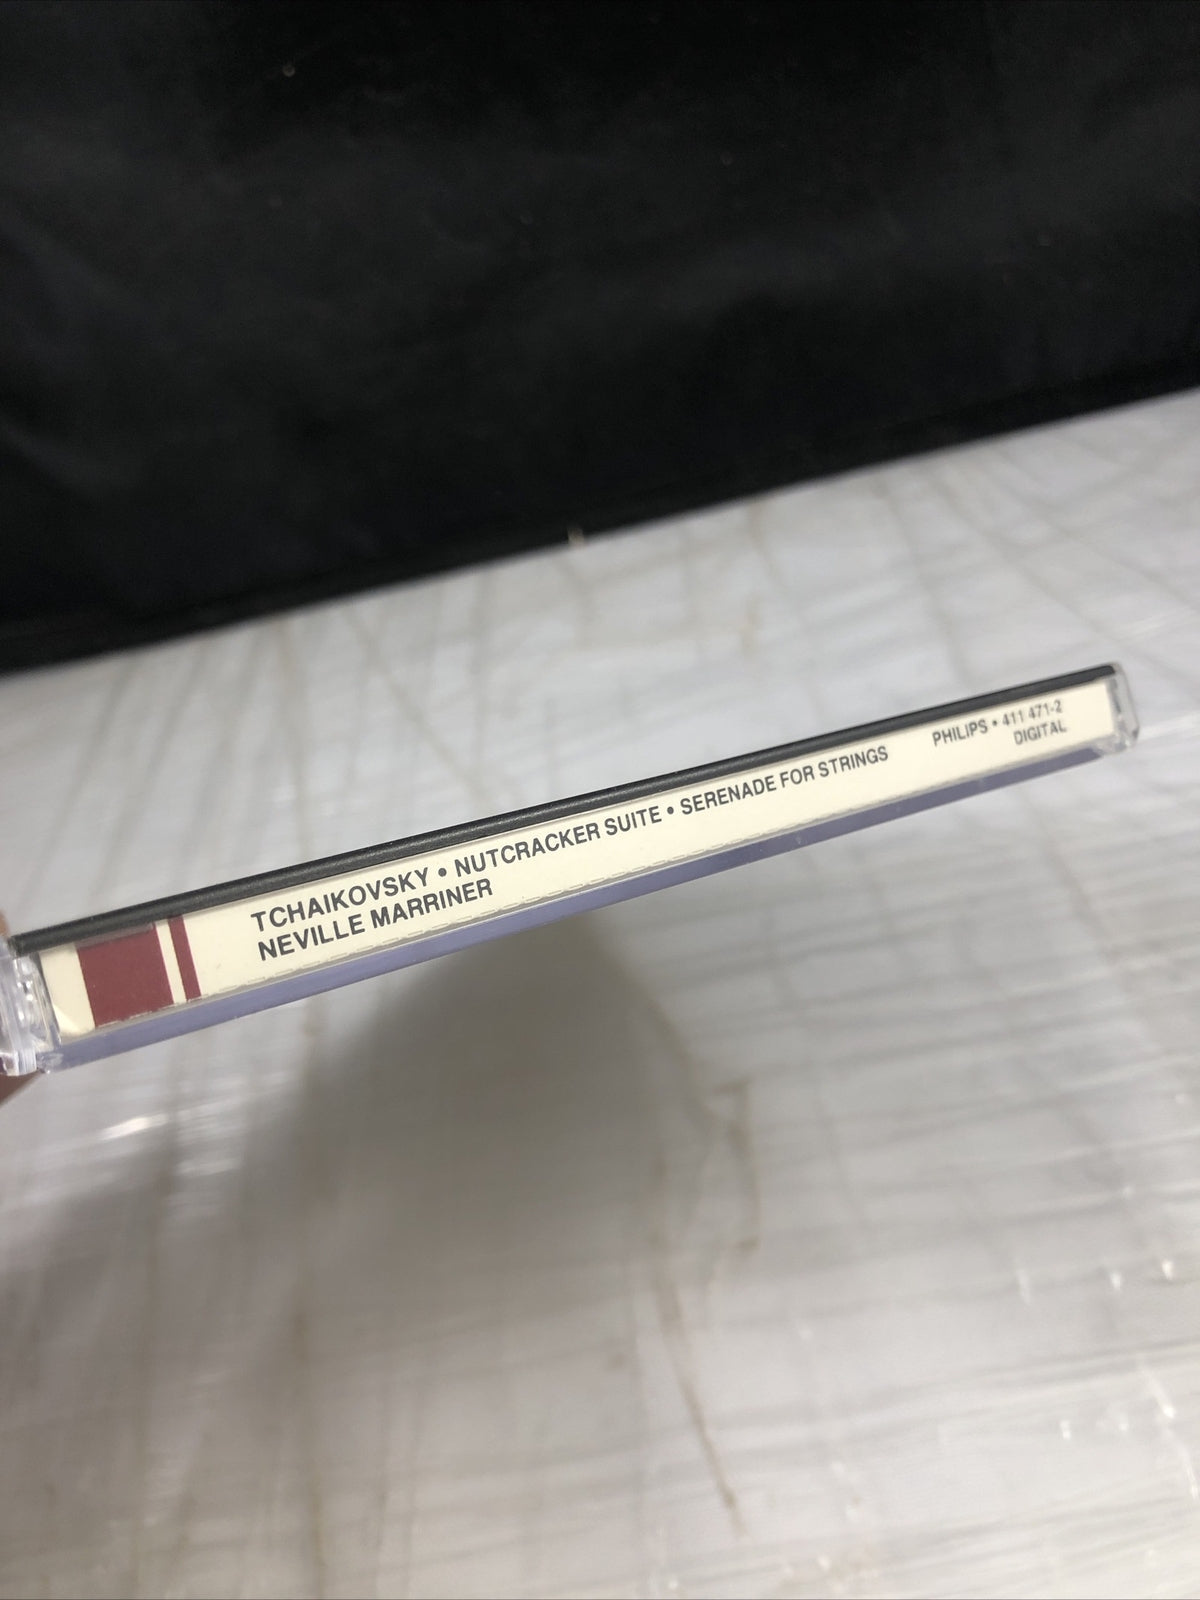 TCHAIKOVSKY • NUTCRACKER SUITE • SERENADE FOR STRINGS
NEVILLE MARRINER
PHILIPS • 411 471-2
DIGITAL